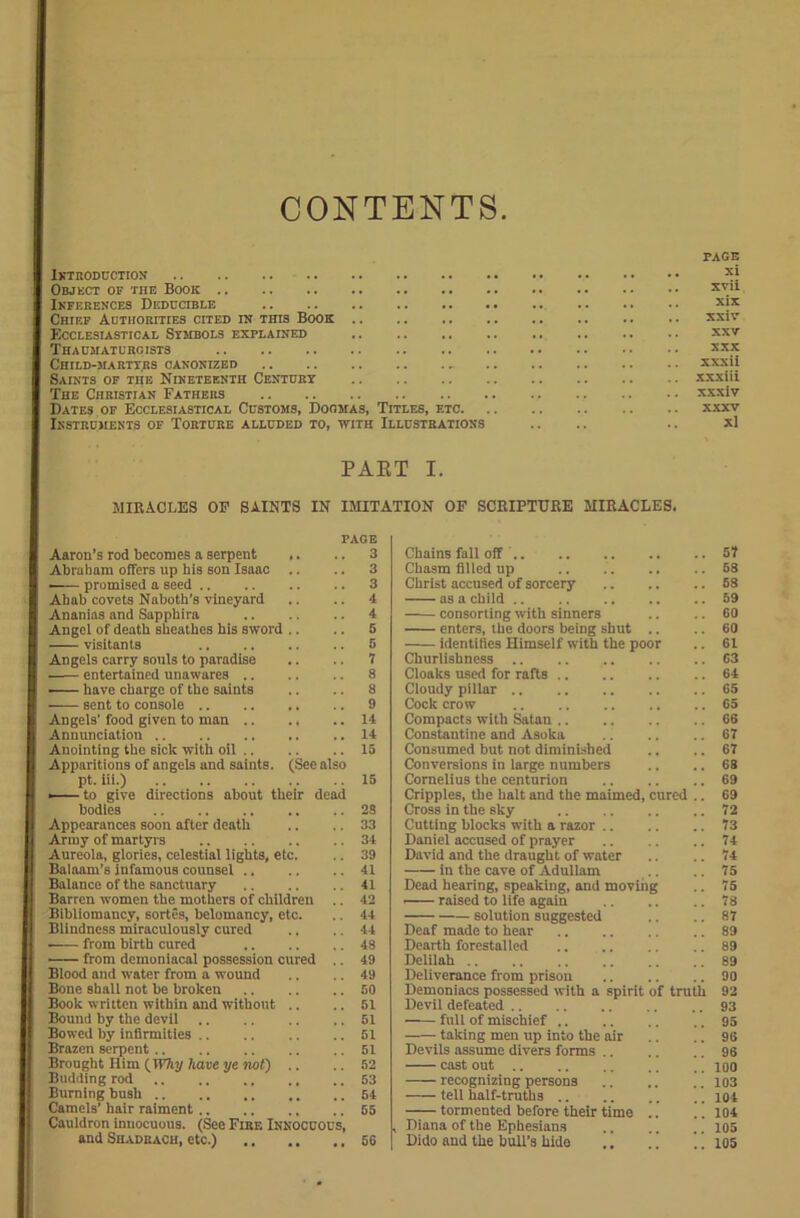 CONTENTS.
PAGE
INTRODUCTION .. .. .. .. .. .. .. .. .. .. .. .. xi
OBJECT OF THE BOOK .. .. .. .. .. .. .. .. .. .. .. xvii
INFERENCES DEDUCIBLE .. .. .. .. .. .. .. .. .. .. xix
CHIEF AUTHORITIES CITED IN THIS BOOK .. .. .. .. .. .. .. xxiv
ECCLESIASTICAL SYMBOLS EXPLAINED .. .. .. .. .. .. .. xxv
THAUMATURGISTS .. .. .. .. .. .. .. .. .. .. .. xxx
CHILD-MARTYRS CANONIZED .. .. .. .. .. .. .. .. .. xxxii
SAINTS OF THE NINETEENTH CENTURY .. .. .. .. .. .. .. xxxiii
THE CHRISTIAN FATHERS .. .. .. .. .. .. .. .. .. .. xxxiv
DATES OF ECCLESIASTICAL CUSTOMS, DOGMAS, TITLES, ETC. .. .. .. .. .. xxxv
INSTRUMENTS OF TORTURE ALLUDED TO, WITH ILLUSTRATIONS .. .. .. xl
PART I.
MIRACLES OF SAINTS IN IMITATION OF SCRIPTURE MIRACLES.
PAGE
Aaron's rod becomes a serpent .. .. 3
Abraham offers up his son Isaac .. .. 3
—— promised a seed .. .. .. .. 3
Ahab covets Naboth's vineyard .. .. 4
Ananias and Sapphira .. .. .. 4
Angel of death sheathes his sword .. .. 5
—— visitants .. .. .. .. 5
Angels carry souls to paradise .. .. 7
—— entertained unawares .. .. .. 8
—— have charge of the saints .. .. 8
—— sent to console .. .. .. .. 9
Angels' food given to man .. .. .. 14
Annunciation .. .. .. .. .. 14
Anointing the sick with oil .. .. .. 15
Apparitions of angels and saints. (See also
pt. iii.) .. .. .. .. .. 15
—— to give directions about their dead
bodies .. .. .. .. .. 28
Appearances soon after death .. .. 33
Army of martyrs .. .. .. .. 34
Aureola, glories, celestial lights, etc. .. 39
Balaam's infamous counsel .. .. .. 41
Balance of the sanctuary .. .. .. 41
Barren women the mothers of children .. 42
Bibliomancy, sortês, belomancy, etc. .. 44
Blindness miraculously cured .. .. 44
—— from birth cured .. .. .. 48
—— from demoniacal possession cured .. 49
Blood and water from a wound .. .. 49
Bone shall not be broken .. .. .. 50
Book written within and without .. .. 51
Bound by the devil .. .. .. .. 51
Bowed by infirmities .. .. .. .. 51
Brazen serpent .. .. .. .. .. 51
Brought Him (Why have ye not) .. .. 52
Budding rod .. .. .. .. .. 53
Burning bush .. .. .. .. .. 54
Camels' hair raiment .. .. .. .. 55
Cauldron innocuous. (See FIRE INNOCUOUS,
and SHADRACH, etc.) .. .. .. 56
Chains fall off .. .. .. .. .. 57
Chasm filled up .. .. .. .. 58
Christ accused of sorcery .. .. .. 58
—— as a child .. .. .. .. .. 59
—— consorting with sinners .. .. 60
—— enters, the doors being shut .. .. 60
—— identifies Himself with the poor .. 61
Churlishness .. .. .. .. .. 63
Cloaks used for rafts .. .. .. .. 64
Cloudy pillar .. .. .. .. .. 65
Cock crow .. .. .. .. .. 65
Compacts with Satan .. .. .. .. 66
Constantine and Asoka .. .. .. 67
Consumed but not diminished .. .. 67
Conversions in large numbers .. .. 68
Cornelius the centurion .. .. .. 69
Cripples, the halt and the maimed, cured .. 69
Cross in the sky .. .. .. .. 72
Cutting blocks with a razor .. .. .. 73
Daniel accused of prayer .. .. .. 74
David and the draught of water .. .. 74
—— in the cave of Adullam .. .. 75
Dead hearing, speaking, and moving .. 75
—— raised to life again .. .. .. 78
—— —— solution suggested .. .. 87
Deaf made to hear .. .. .. .. 89
Dearth forestalled .. .. .. .. 89
Delilah .. .. .. .. .. .. 89
Deliverance from prison .. .. .. 90
Demoniacs possessed with a spirit of truth 92
Devil defeated .. .. .. .. .. 93
—— full of mischief .. .. .. .. 95
—— taking men up into the air .. .. 96
Devils assume divers forms .. .. .. 96
—— cast out .. .. .. .. .. 100
—— recognizing persons .. .. .. 103
—— tell half-truths .. .. .. .. 104
—— tormented before their time .. .. 104
Diana of the Ephesians .. .. .. 105
Dido and the bull's hide .. .. .. 105